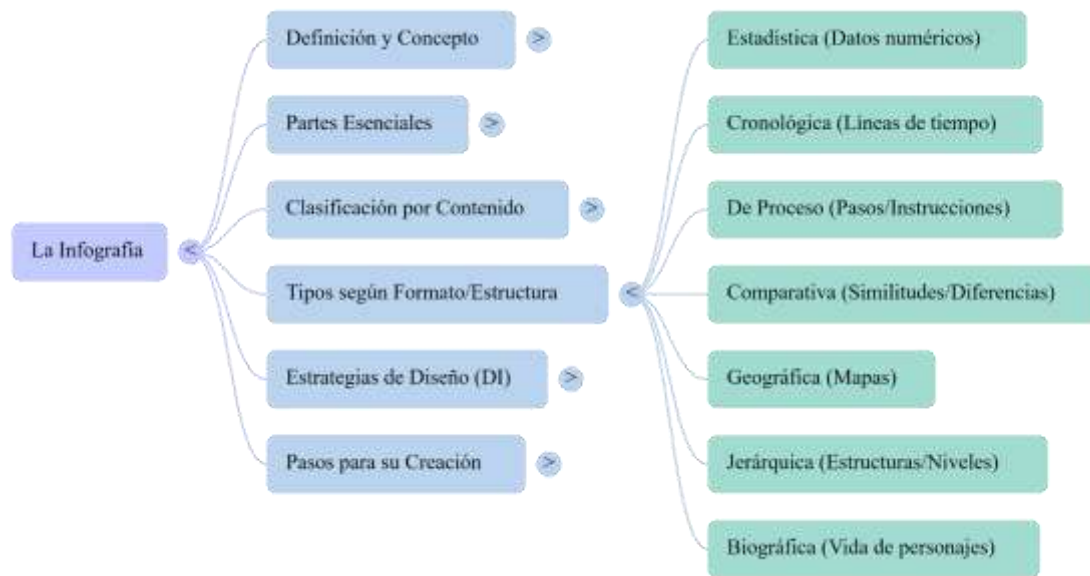 La Infografía
<
Definición y Concepto
>
Partes Esenciales
>
Clasificación por Contenido
>
Tipos según Formato/Estructura
<
Estrategias de Diseño (DI)
>
Pasos para su Creación
>
Estadística (Datos numéricos)
Cronológica (Líneas de tiempo)
De Proceso (Pasos/Instrucciones)
Comparativa (Similitudes/Diferencias)
Geográfica (Mapas)
Jerárquica (Estructuras/Niveles)
Biográfica (Vida de personajes)